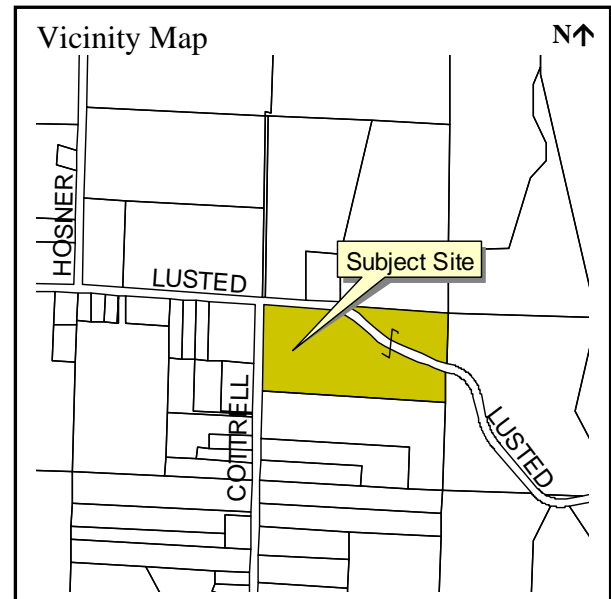 Vicinity Map N↑
HOSNER
LUSTED
Subject Site
COTTRELL
LUSTED